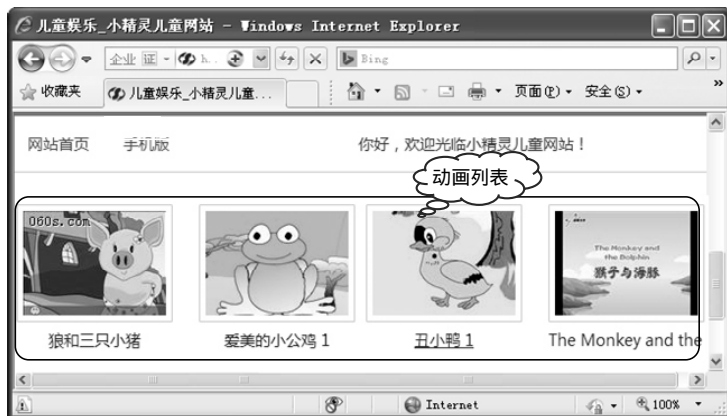 儿童娱乐_小精灵儿童网站 - Windows Internet Explorer
企业 证 h. Bing
收藏夹 儿童娱乐_小精灵儿童... 页面(P) 安全(S) »
网站首页 手机版 你好，欢迎光临小精灵儿童网站！
动画列表
060s.com
The Monkey and
the Dolphin
猴子与海豚
狼和三只小猪 爱美的小公鸡 1 丑小鸭 1 The Monkey and the
Internet 100%